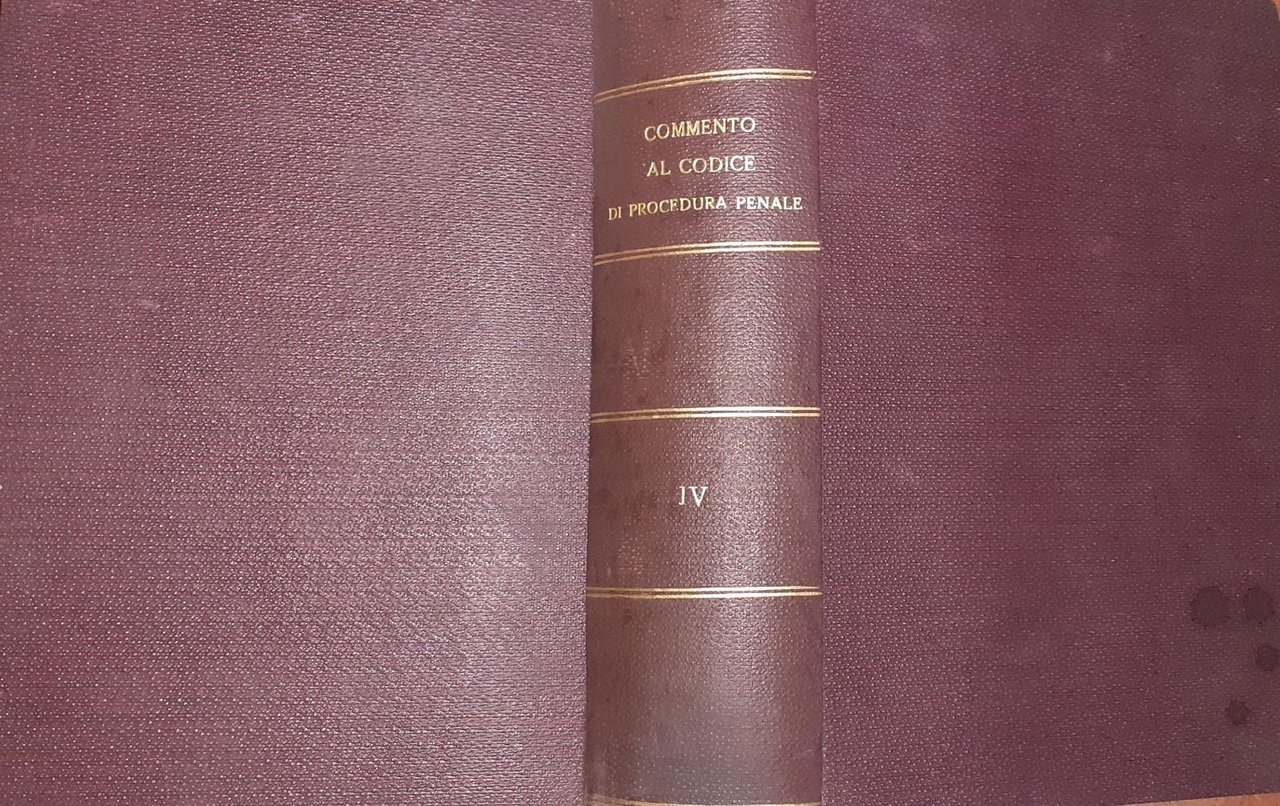 COMMENTO
AL CODICE
DI PROCEDURA PENALE
IV